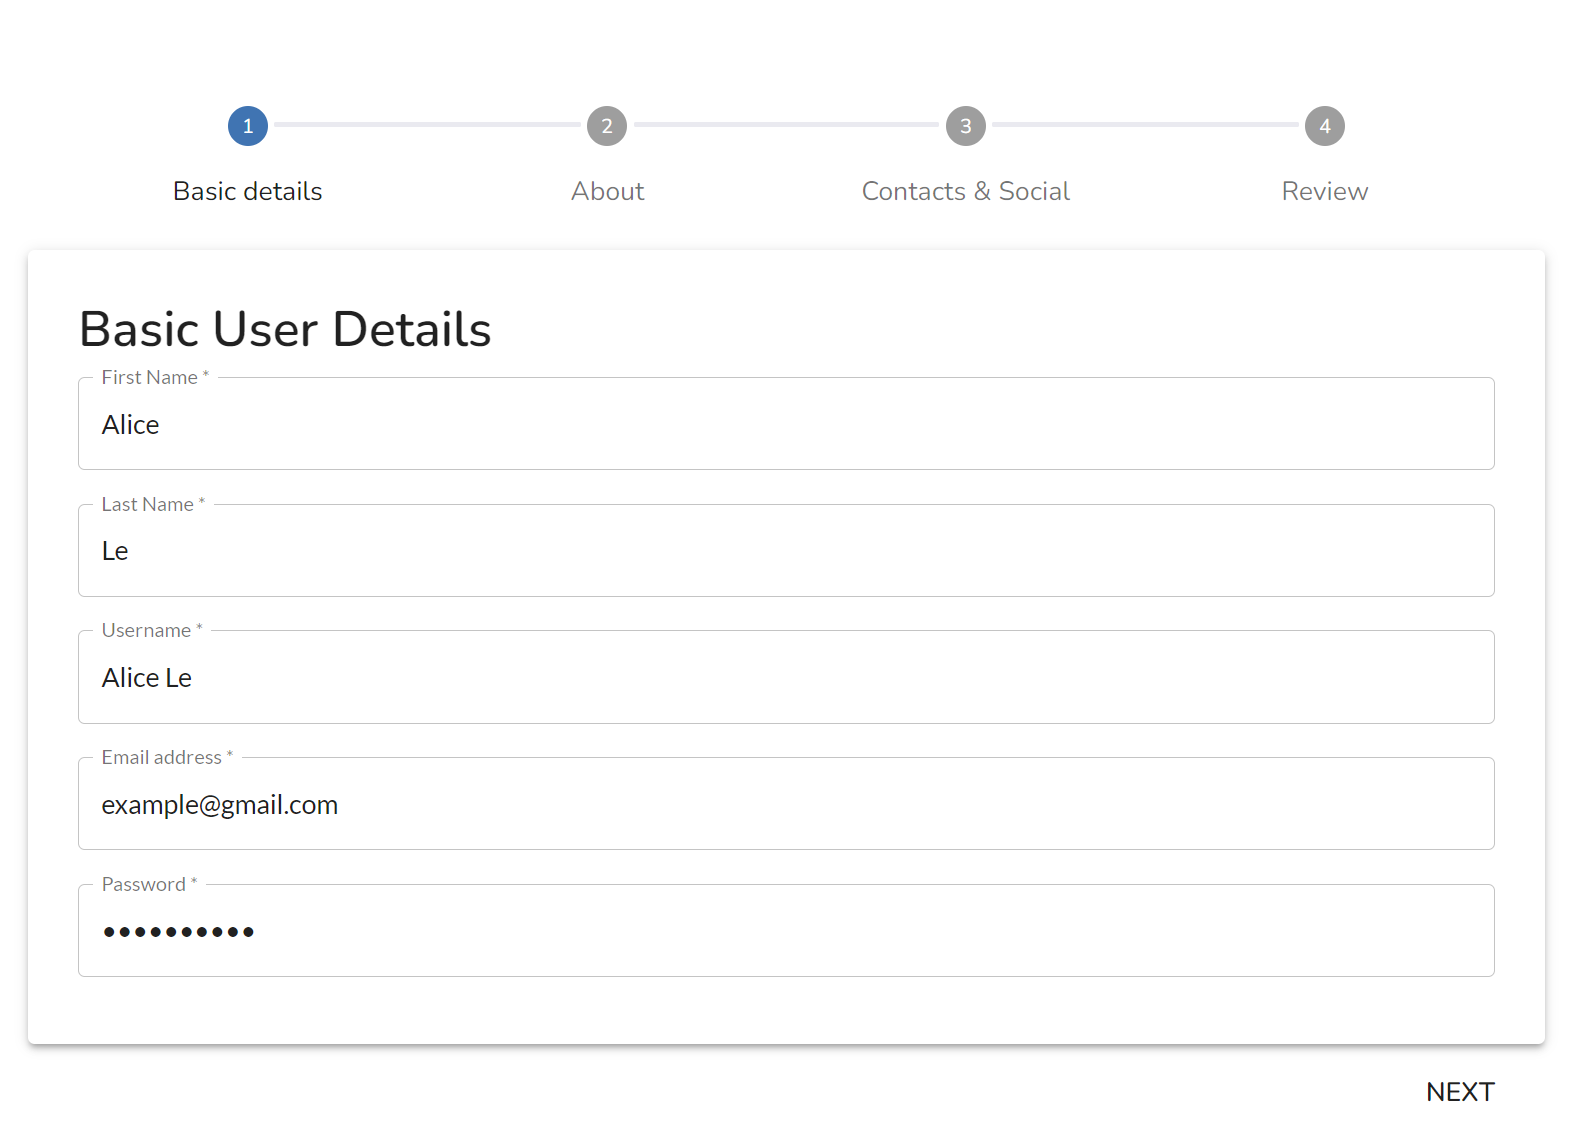 1 2 3 4
Basic details About Contacts & Social Review
Basic User Details
First Name *
Alice
Last Name *
Le
Username *
Alice Le
Email address *
example@gmail.com
Password *
••••••••••
NEXT